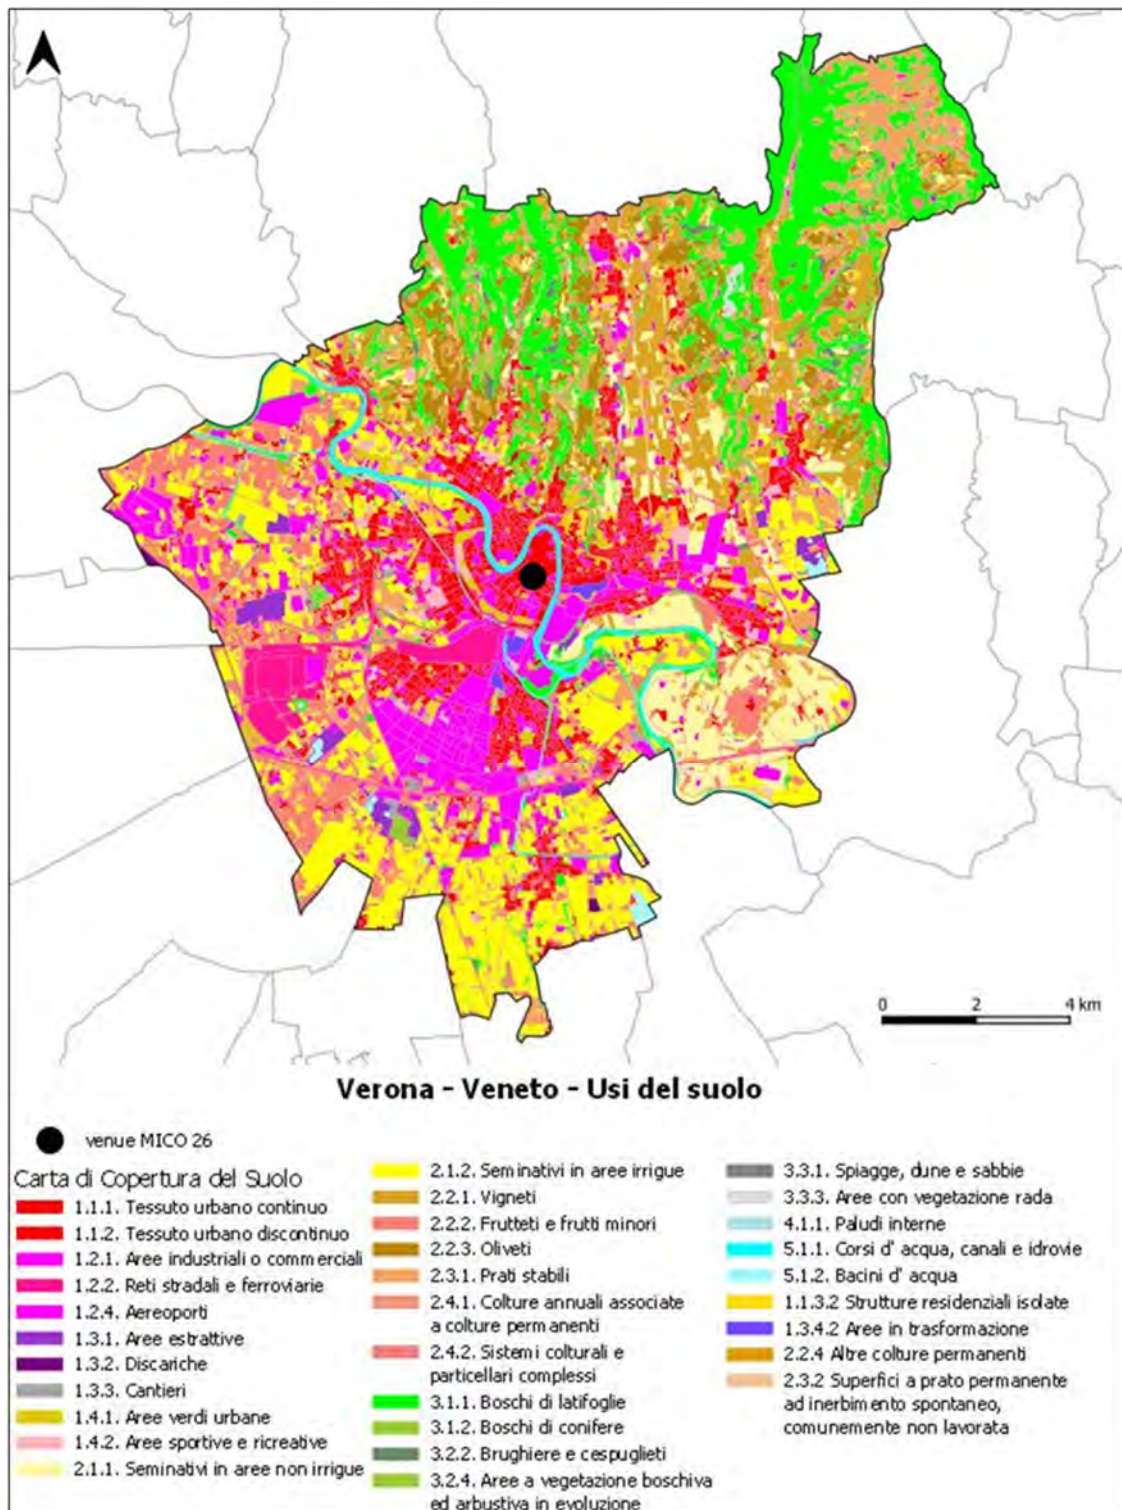 0 2 4 km
Verona - Veneto - Usi del suolo
venue MICO 26
Carta di Copertura del Suolo
1.1.1. Tessuto urbano continuo
1.1.2. Tessuto urbano discontinuo
1.2.1. Aree industriali o commerciali
1.2.2. Reti stradali e ferroviarie
1.2.4. Aereoporti
1.3.1. Aree estrattive
1.3.2. Discariche
1.3.3. Cantieri
1.4.1. Aree verdi urbane
1.4.2. Aree sportive e ricreative
2.1.1. Seminativi in aree non irrigue
2.1.2. Seminativi in aree irrigue
2.2.1. Vigneti
2.2.2. Frutteti e frutti minori
2.2.3. Oliveti
2.3.1. Prati stabili
2.4.1. Colture annuali associate
a colture permanenti
2.4.2. Sistemi colturali e
particellari complessi
3.1.1. Boschi di latifoglie
3.1.2. Boschi di conifere
3.2.2. Brughiere e cespuglieti
3.2.4. Aree a vegetazione boschiva
ed arbustiva in evoluzione
3.3.1. Spiagge, dune e sabbie
3.3.3. Aree con vegetazione rada
4.1.1. Paludi interne
5.1.1. Corsi d' acqua, canali e idrovie
5.1.2. Bacini d' acqua
1.1.3.2 Strutture residenziali isolate
1.3.4.2 Aree in trasformazione
2.2.4 Altre colture permanenti
2.3.2 Superfici a prato permanente
ad inerbimento spontaneo,
comunemente non lavorata